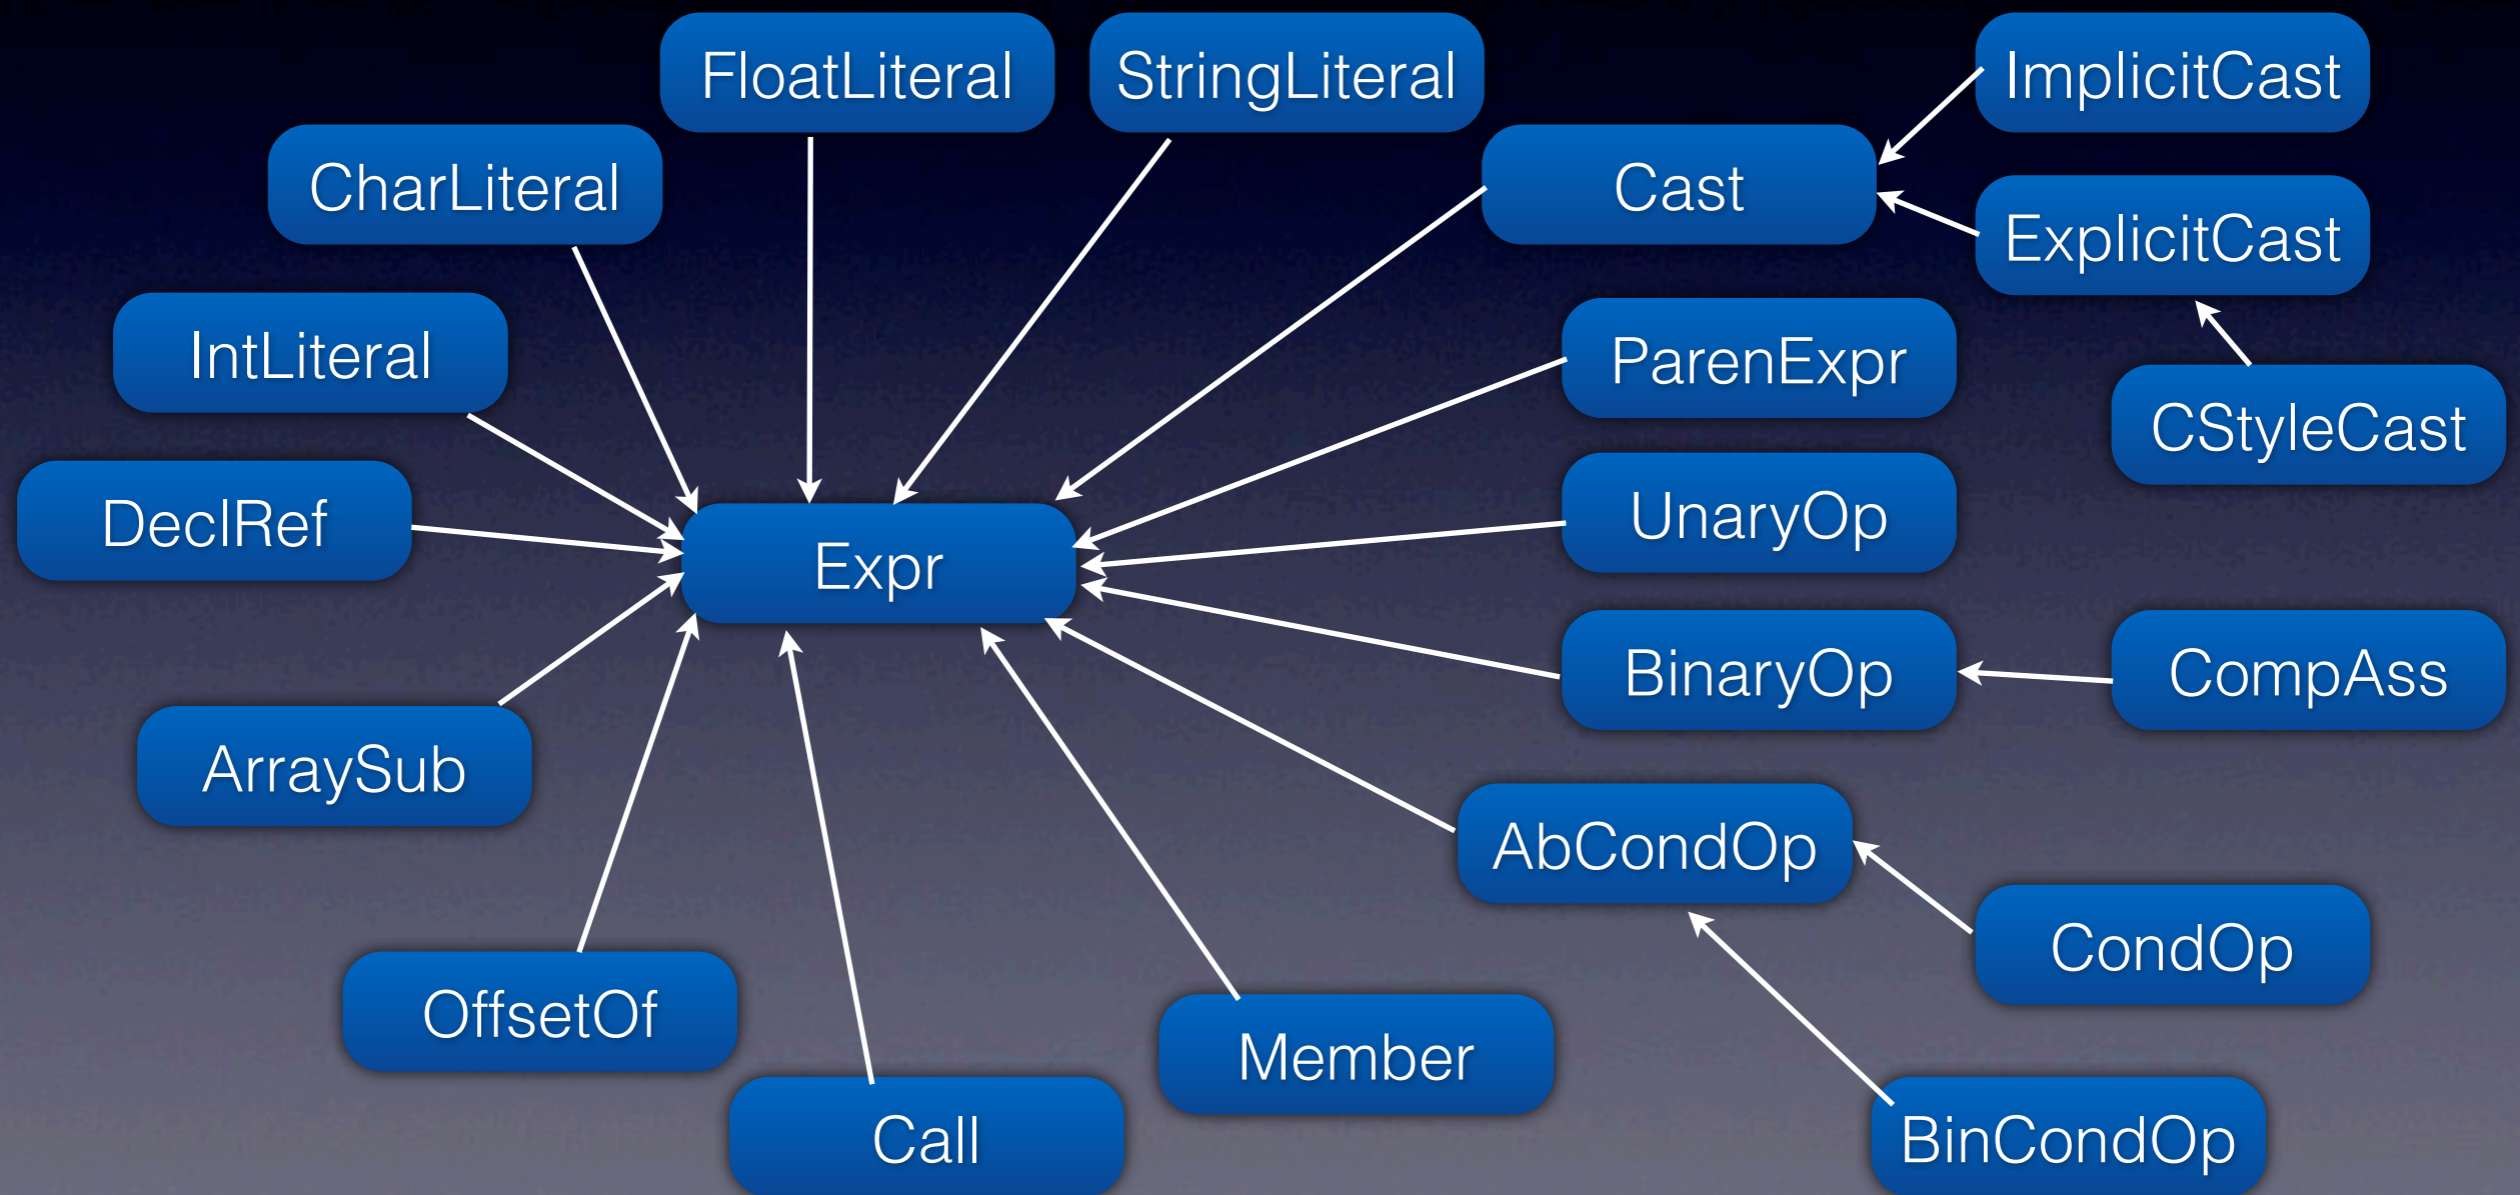 FloatLiteral
StringLiteral
ImplicitCast
CharLiteral
Cast
ExplicitCast
IntLiteral
ParenExpr
CStyleCast
DeclRef
UnaryOp
Expr
BinaryOp
CompAss
ArraySub
AbCondOp
CondOp
OffsetOf
Member
Call
BinCondOp